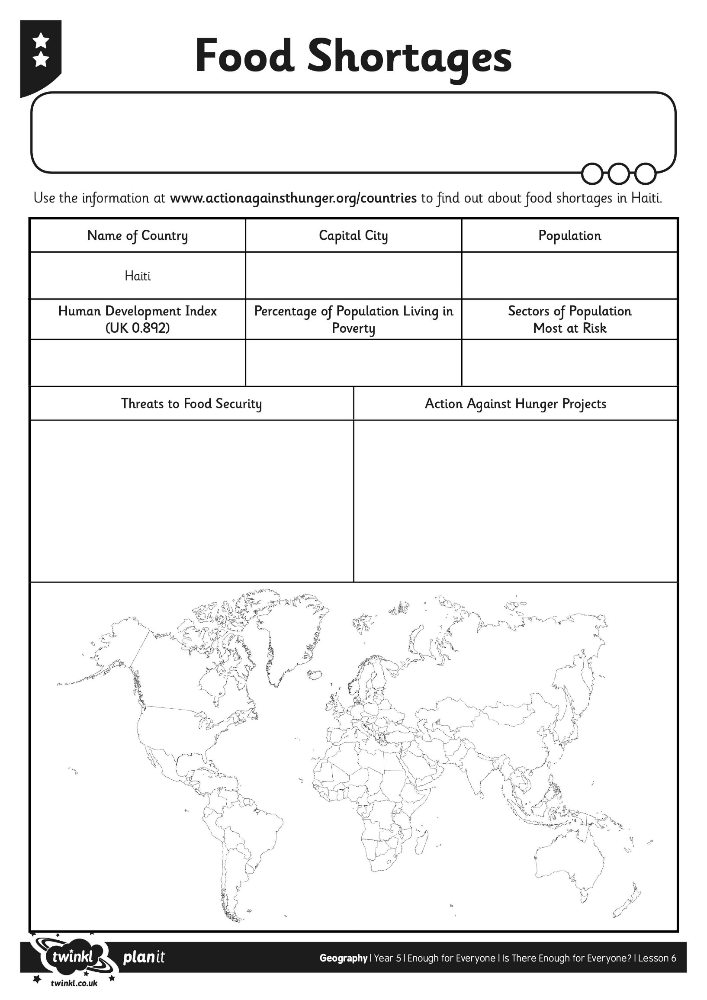 Food Shortages
Use the information at www.actionagainsthunger.org/countries to find out about food shortages in Haiti.
Name of Country
Capital City
Population
Haiti
Human Development Index
(UK 0.892)
Percentage of Population Living in
Poverty
Sectors of Population
Most at Risk
Threats to Food Security
Action Against Hunger Projects
twinkl
planit
Geography | Year 5 | Enough for Everyone | Is There Enough for Everyone? | Lesson 6
twinkl.co.uk